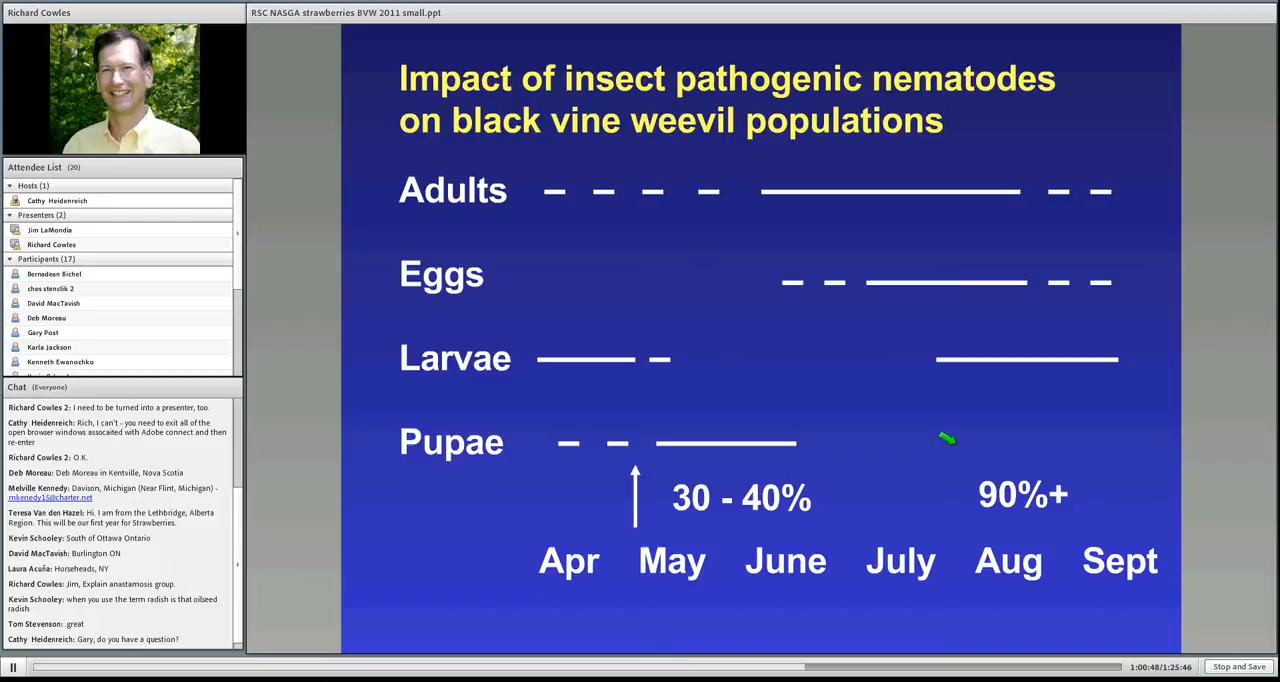 Richard Cowles
RSC NASGA strawberries BVW 2011 small.ppt
Attendee List (20)
Hosts (1)
Cathy Heidenreich
Presenters (2)
Jim LaMondia
Richard Cowles
Participants (17)
Bernadean Bichel
ches stenclik 2
David MacTavish
Deb Moreau
Gary Post
Karla Jackson
Kenneth Ewanochko
Chat (Everyone)
Richard Cowles 2: I need to be turned into a presenter, too.
Cathy Heidenreich: Rich, I can't - you need to exit all of the
open browser windows assocaited with Adobe connect and then
re-enter
Richard Cowles 2: O.K.
Deb Moreau: Deb Moreau in Kentville, Nova Scotia
Melville Kennedy: Davison, Michigan (Near Flint, Michigan) -
mkenedy15@charter.net
Teresa Van den Hazel: Hi. I am from the Lethbridge, Alberta
Region. This will be our first year for Strawberries.
Kevin Schooley: South of Ottawa Ontario
David MacTavish: Burlington ON
Laura Acuña: Horseheads, NY
Richard Cowles: Jim, Explain anastamosis group.
Kevin Schooley: when you use the term radish is that oilseed
radish
Tom Stevenson: .great
Cathy Heidenreich: Gary, do you have a question?
Impact of insect pathogenic nematodes
on black vine weevil populations
Adults
Eggs
Larvae
Pupae
30 - 40%
90%+
Apr May June July Aug Sept
1:00:48/1:25:46
Stop and Save